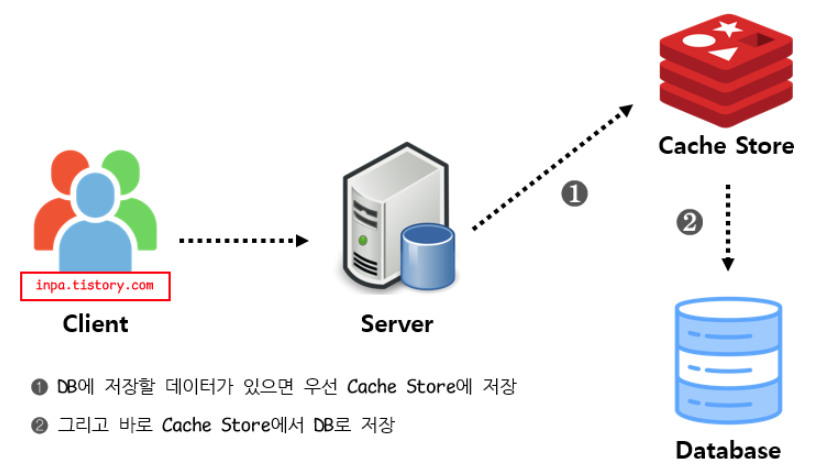 Cache Store
❶
❷
inpa.tistory.com
Client
Server
❶ DB에 저장할 데이터가 있으면 우선 Cache Store에 저장
❷ 그리고 바로 Cache Store에서 DB로 저장
Database